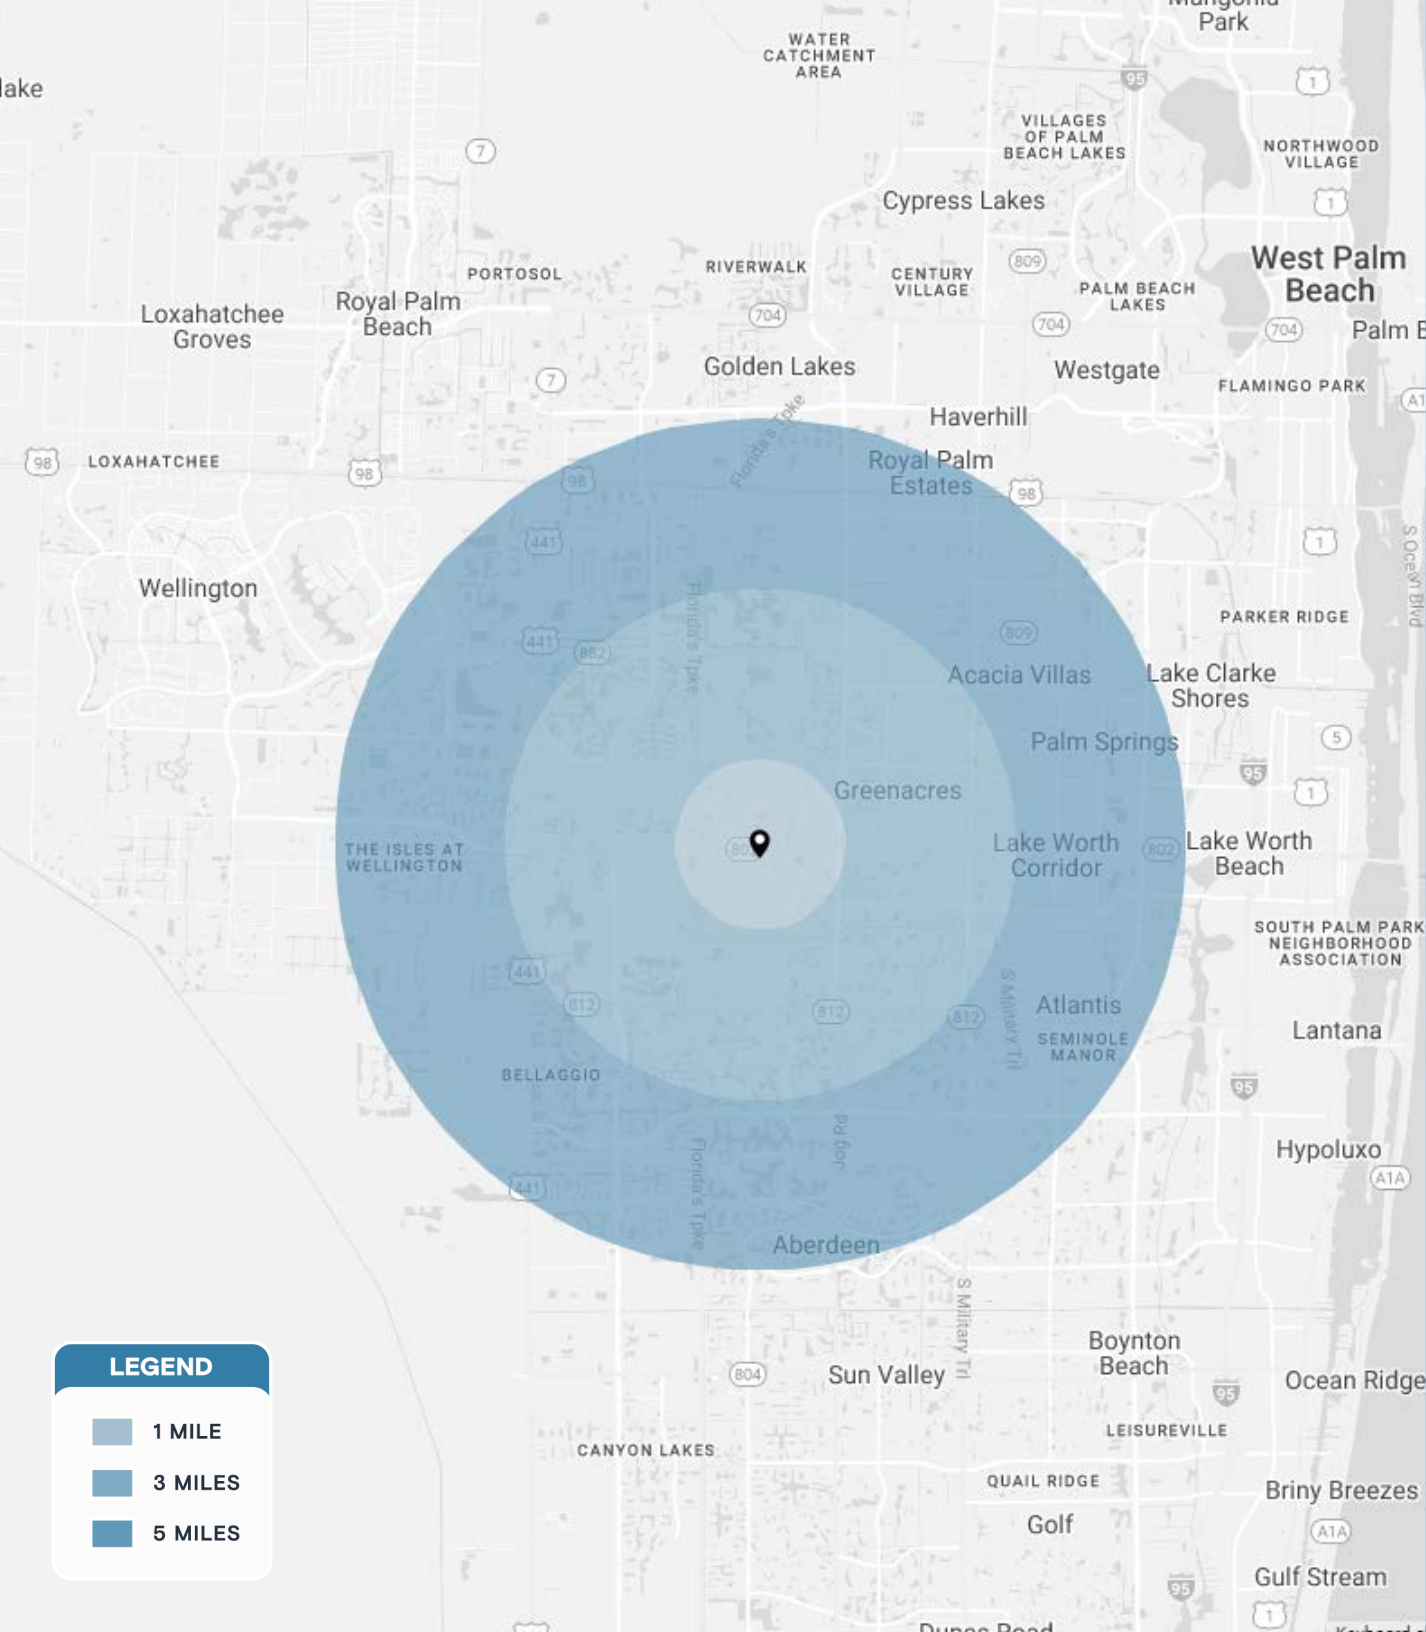 Park
WATER
CATCHMENT
AREA
95
1
lake
VILLAGES
OF PALM
BEACH LAKES
7
NORTHWOOD
VILLAGE
Cypress Lakes
1
West Palm
Beach
809
RIVERWALK
PORTOSOL
CENTURY
VILLAGE
PALM BEACH
LAKES
Loxahatchee
Groves
Royal Palm
Beach
704
704
704
Palm B
Golden Lakes
Westgate
7
FLAMINGO PARK
A1
Haverhill
Florida's Tpke
98
LOXAHATCHEE
98
98
Royal Palm
Estates
98
441
1
S Ocean Blvd
Wellington
Florida's Tpke
PARKER RIDGE
441
882
809
Acacia Villas
Lake Clarke
Shores
Palm Springs
5
95
1
Greenacres
THE ISLES AT
WELLINGTON
Lake Worth
Corridor
802
Lake Worth
Beach
SOUTH PALM PARK
NEIGHBORHOOD
ASSOCIATION
441
812
812
812
S Military Trl
Atlantis
SEMINOLE
MANOR
Lantana
BELLAGGIO
95
Jog Rd
Hypoluxo
A1A
441
Florida's Tpke
Aberdeen
S Military Trl
Boynton
Beach
804
Sun Valley
95
Ocean Ridge
LEISUREVILLE
CANYON LAKES
QUAIL RIDGE
Briny Breezes
Golf
A1A
Gulf Stream
95
1
LEGEND
1 MILE
3 MILES
5 MILES